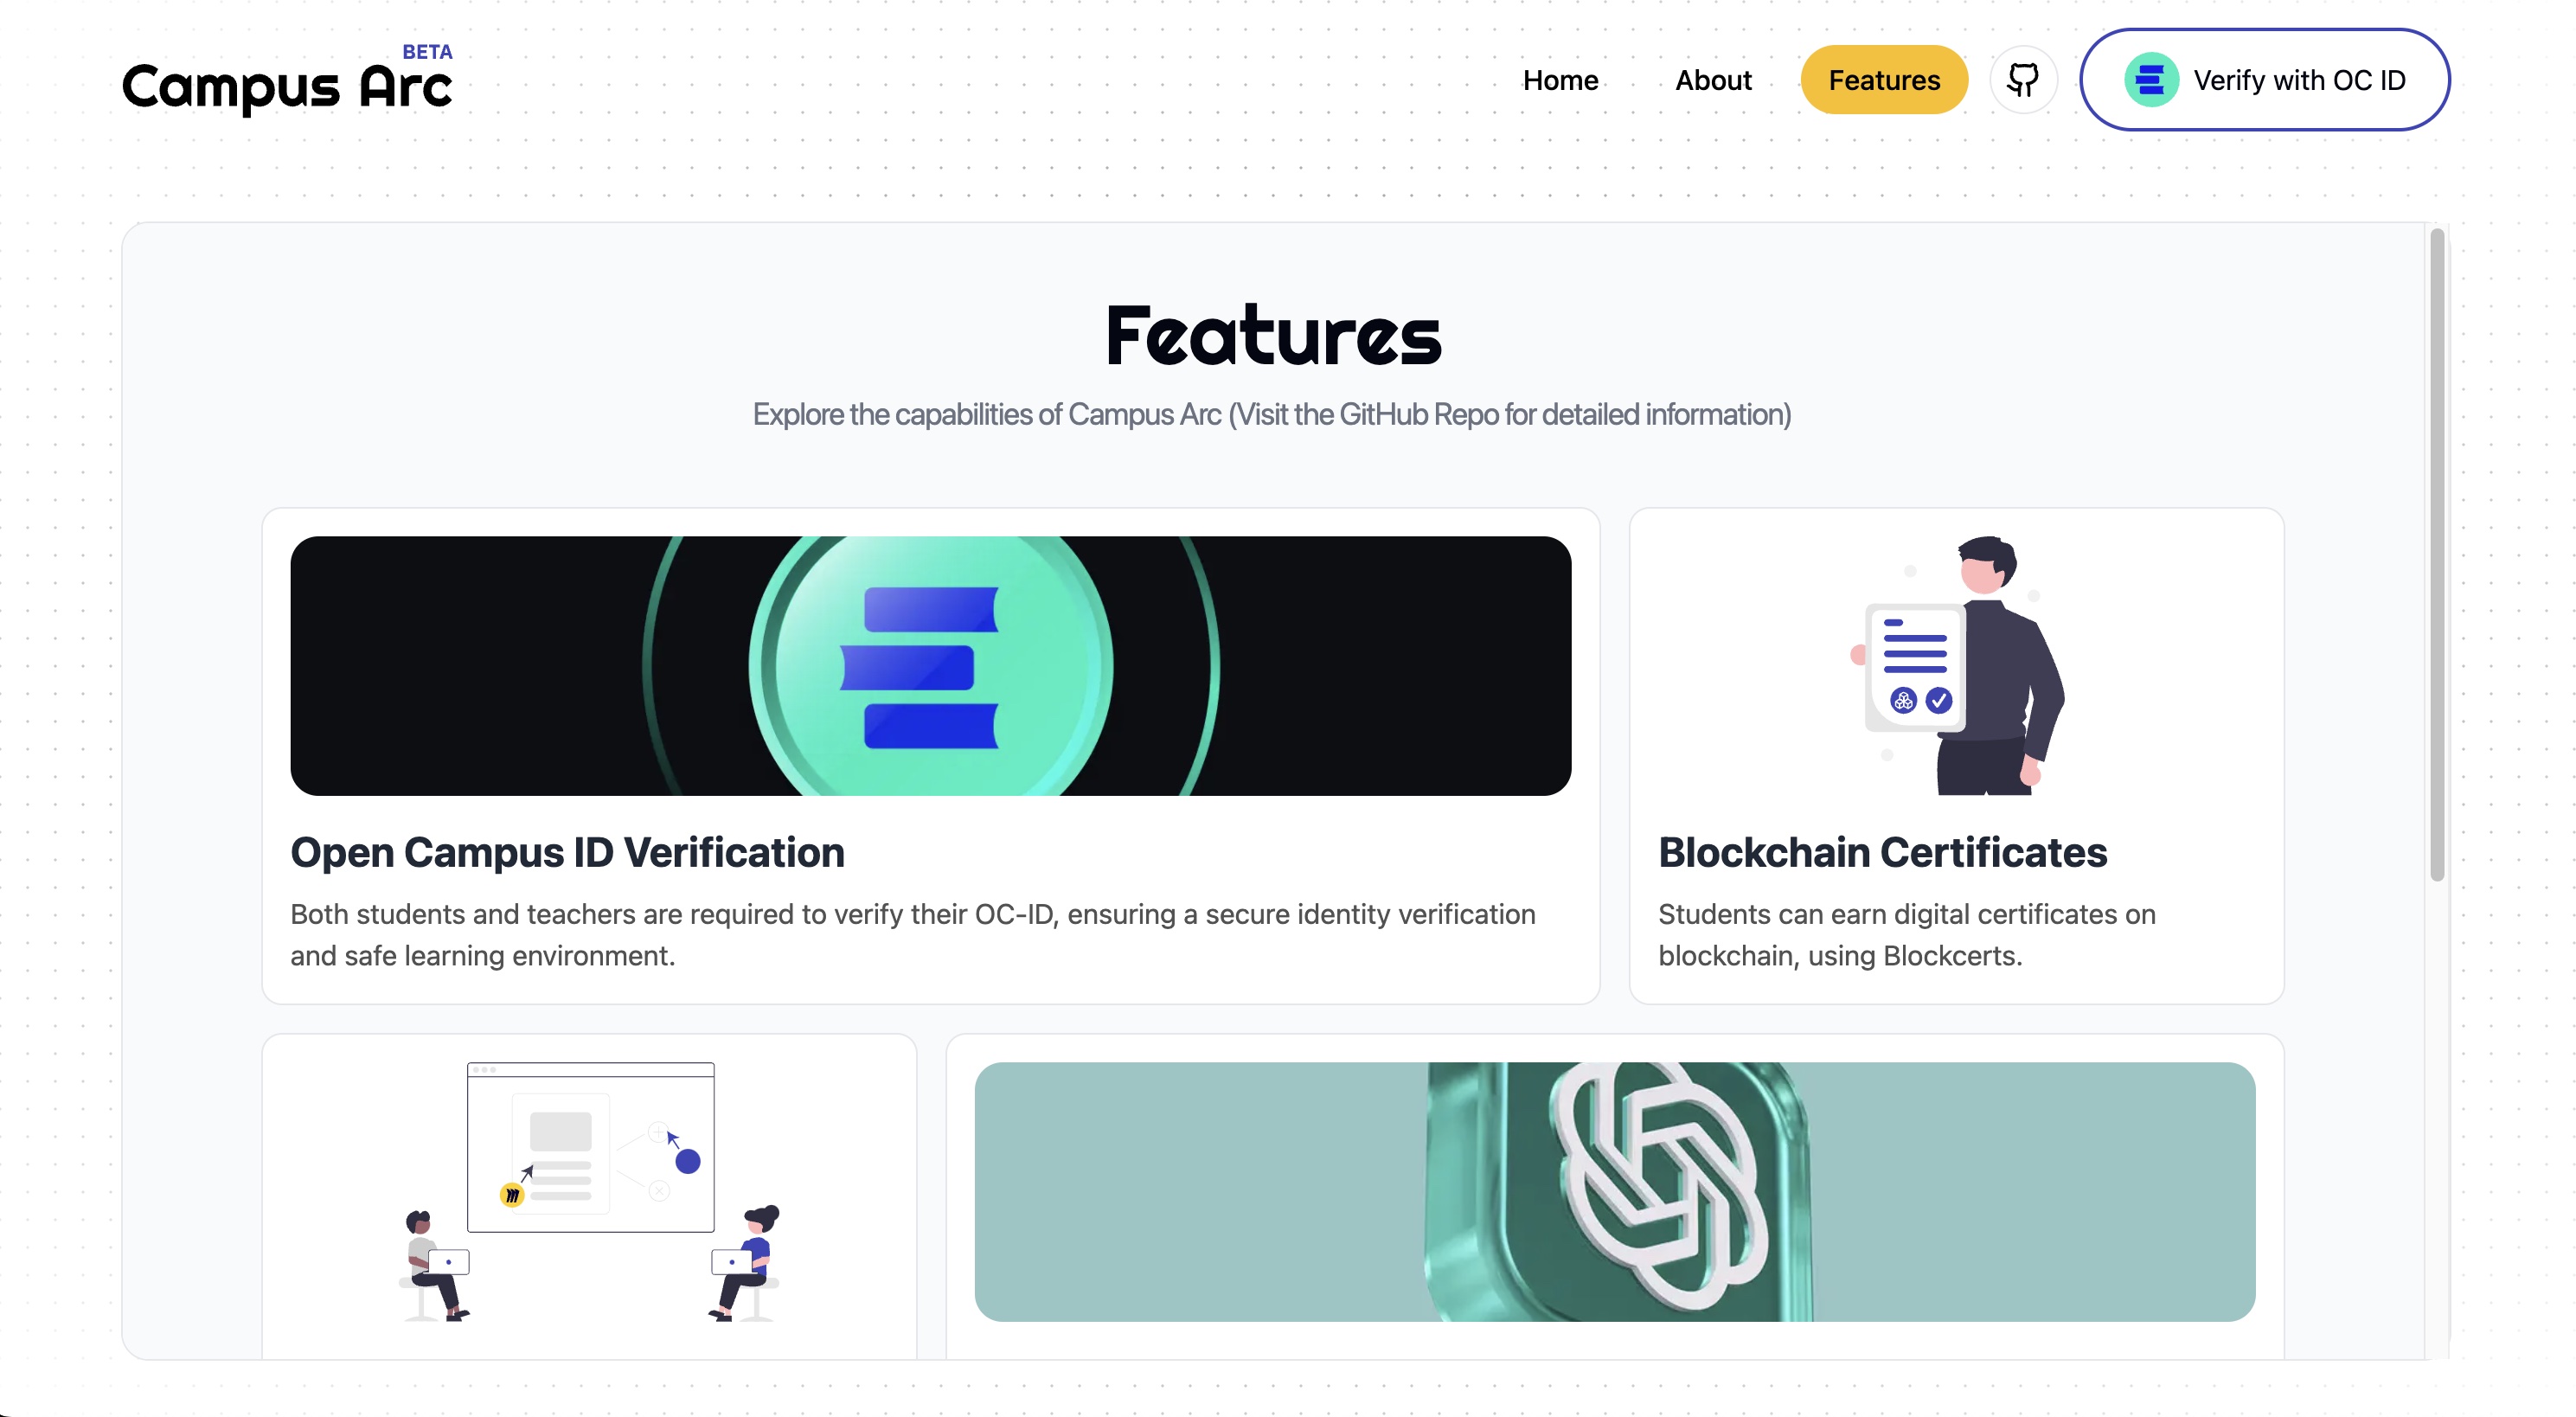 Campus Arc BETA
Home
About
Features
Verify with OC ID
Features
Explore the capabilities of Campus Arc (Visit the GitHub Repo for detailed information)
Open Campus ID Verification
Both students and teachers are required to verify their OC-ID, ensuring a secure identity verification
and safe learning environment.
Blockchain Certificates
Students can earn digital certificates on
blockchain, using Blockcerts.